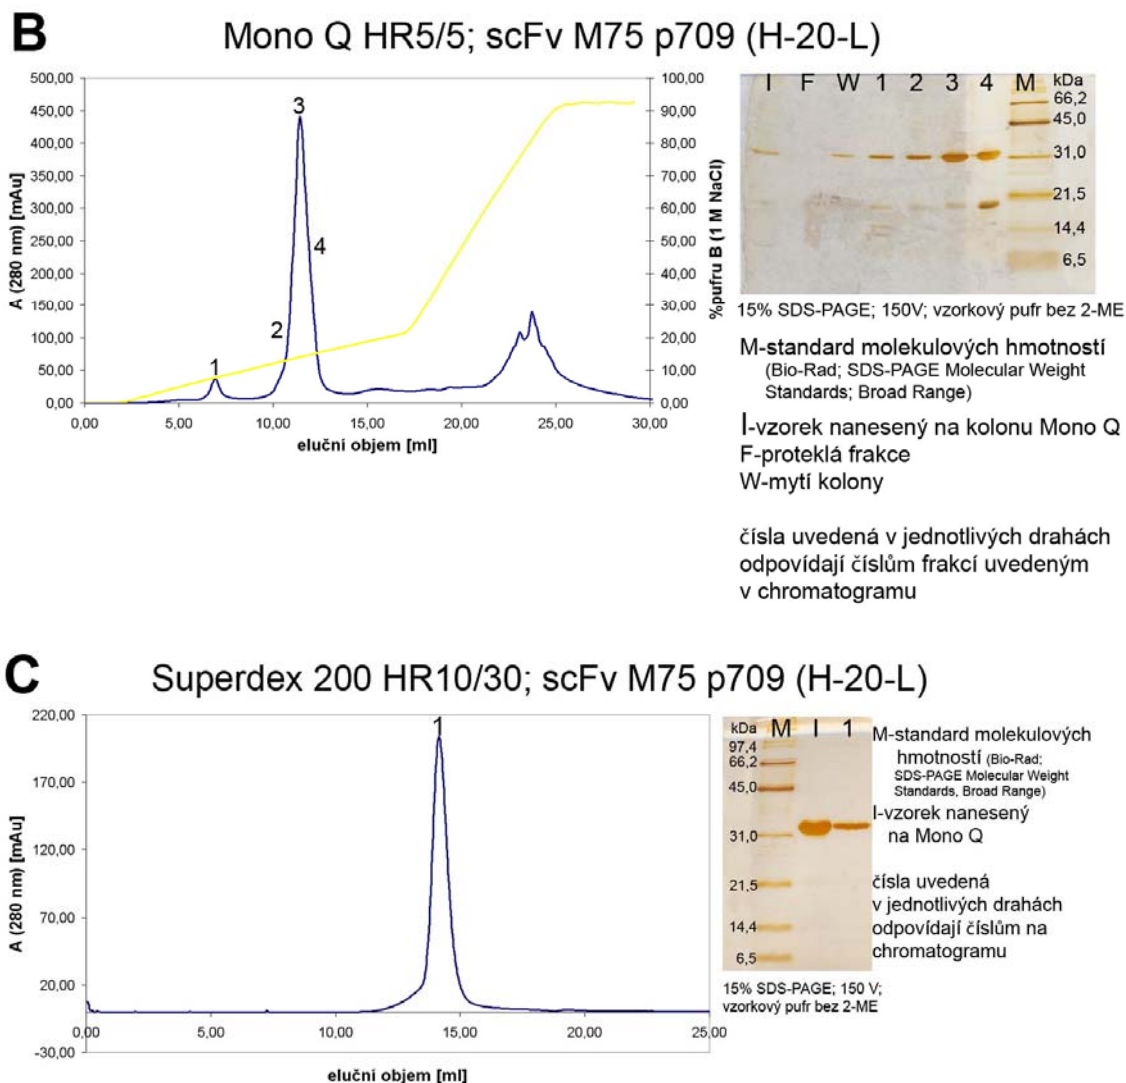 B
Mono Q HR5/5; scFv M75 p709 (H-20-L)
500,00
450,00
400,00
350,00
300,00
250,00
200,00
150,00
100,00
50,00
0,00
A (280 nm) [mAu]
100,00
90,00
80,00
70,00
60,00
50,00
40,00
30,00
20,00
10,00
0,00
%pufru B (1 M NaCl)
1
2
3
4
0,00 5,00 10,00 15,00 20,00 25,00 30,00
eluční objem [ml]
I F W 1 2 3 4 M kDa
66,2
45,0
31,0
21,5
14,4
6,5
15% SDS-PAGE; 150V; vzorkový pufr bez 2-ME
M-standard molekulových hmotností
(Bio-Rad; SDS-PAGE Molecular Weight
Standards; Broad Range)
I-vzorek nanesený na kolonu Mono Q
F-proteklá frakce
W-mytí kolony
čísla uvedená v jednotlivých drahách
odpovídají číslům frakcí uvedeným
v chromatogramu
C
Superdex 200 HR10/30; scFv M75 p709 (H-20-L)
220,00
170,00
120,00
70,00
20,00
-30,00
A (280 nm) [mAu]
1
0,00 5,00 10,00 15,00 20,00 25,00
eluční objem [ml]
kDa M I 1
97,4
66,2
45,0
31,0
21,5
14,4
6,5
15% SDS-PAGE; 150 V;
vzorkový pufr bez 2-ME
M-standard molekulových
hmotností (Bio-Rad;
SDS-PAGE Molecular Weight
Standards, Broad Range)
I-vzorek nanesený
na Mono Q
čísla uvedená
v jednotlivých drahách
odpovídají číslům na
chromatogramu